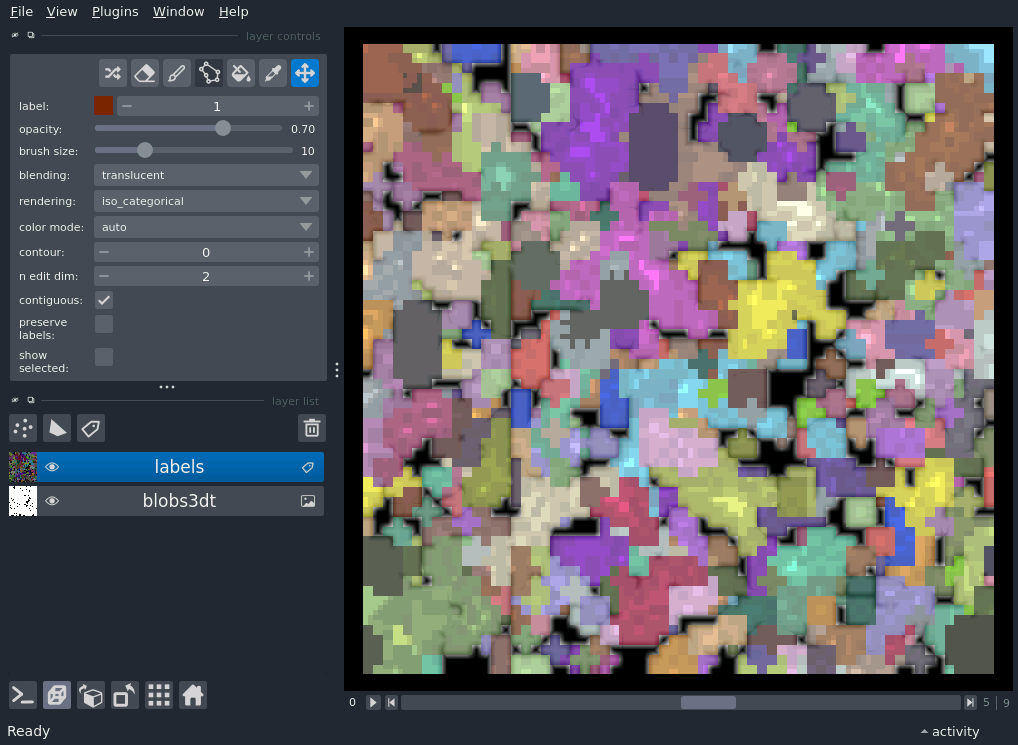 File View Plugins Window Help
layer controls
label: 1
opacity: 0.70
brush size: 10
blending: translucent
rendering: iso_categorical
color mode: auto
contour: 0
n edit dim: 2
contiguous:
preserve
labels:
show
selected:
layer list
labels
blobs3dt
0 5 | 9
Ready activity